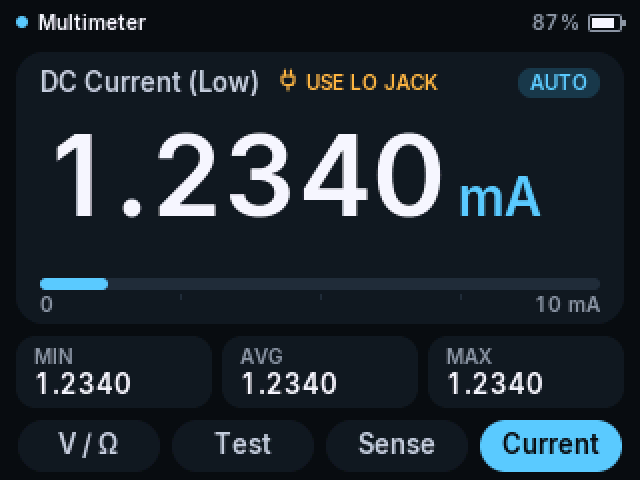 Multimeter 87%
DC Current (Low) USE LO JACK AUTO
1.2340 mA
0 10 mA
MIN AVG MAX
1.2340 1.2340 1.2340
V / Ω Test Sense Current